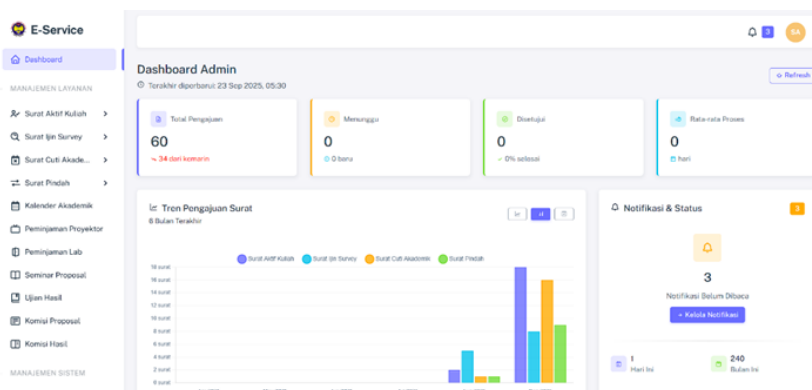 E-Service
3
SA
Dashboard
Dashboard Admin
Terakhir diperbarui: 23 Sep 2025, 05:30
Refresh
MANAJEMEN LAYANAN
Surat Aktif Kuliah
Surat Ijin Survey
Surat Cuti Akade...
Surat Pindah
Kalender Akademik
Peminjaman Proyektor
Peminjaman Lab
Seminar Proposal
Ujian Hasil
Komisi Proposal
Komisi Hasil
MANAJEMEN SISTEM
Total Pengajuan
60
34 dari kemarin
Menunggu
0
0 baru
Disetujui
0
0% selesai
Rata-rata Proses
0
hari
Tren Pengajuan Surat
6 Bulan Terakhir
Surat Aktif Kuliah Surat Ijin Survey Surat Cuti Akademik Surat Pindah
18 surat
16 surat
14 surat
12 surat
10 surat
8 surat
6 surat
4 surat
2 surat
0 surat
Notifikasi & Status
3
3
Notifikasi Belum Dibaca
+ Kelola Notifikasi
1
Hari Ini
240
Bulan Ini